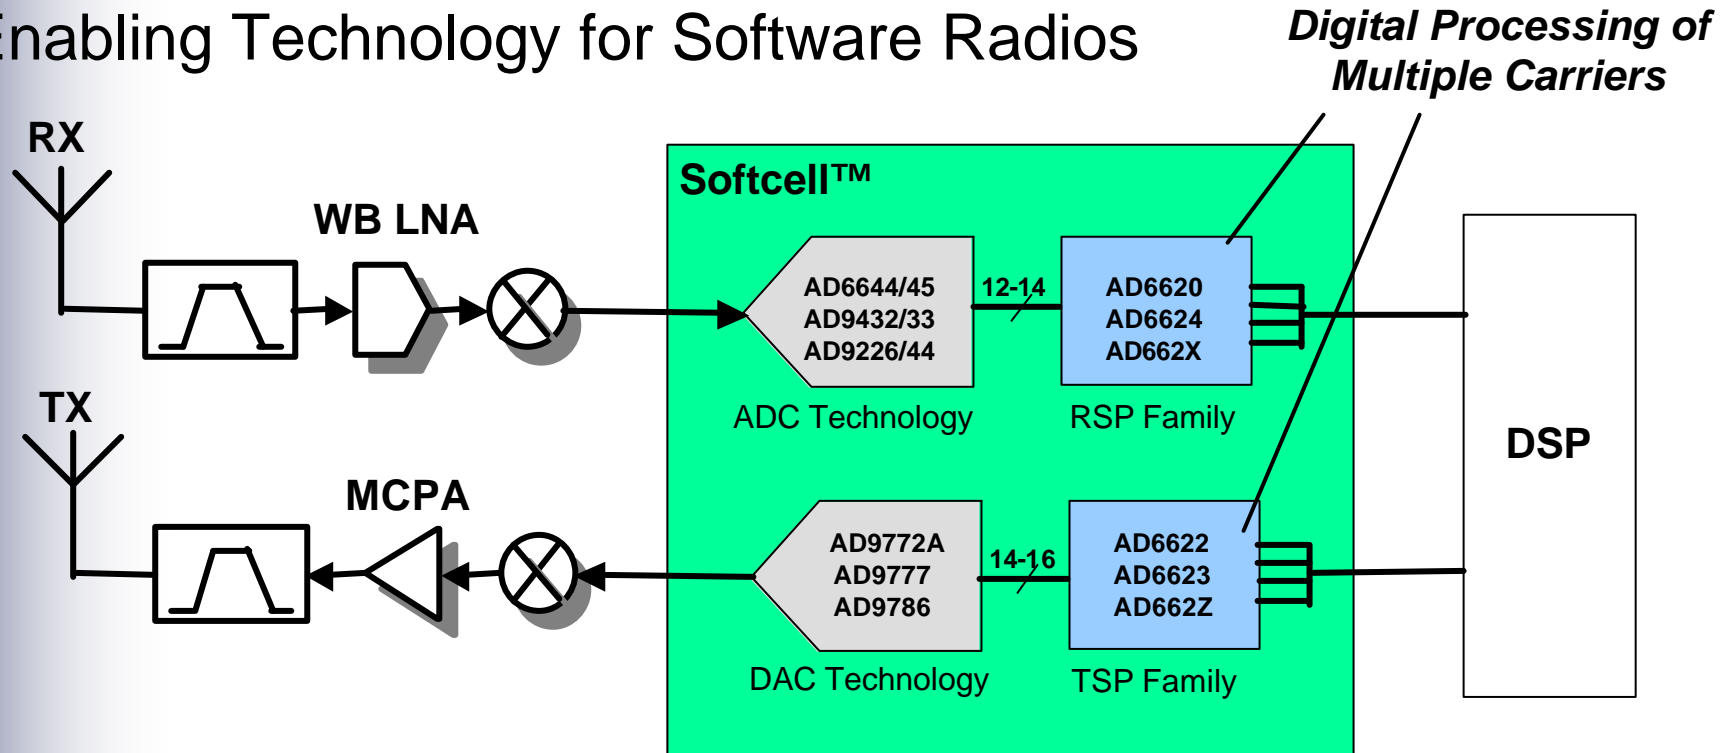 Enabling Technology for Software Radios
Digital Processing of
Multiple Carriers
RX
WB LNA
Softcell™
AD6644/45
AD9432/33
AD9226/44
12-14
AD6620
AD6624
AD662X
ADC Technology
RSP Family
DSP
TX
MCPA
AD9772A
AD9777
AD9786
14-16
AD6622
AD6623
AD662Z
DAC Technology
TSP Family